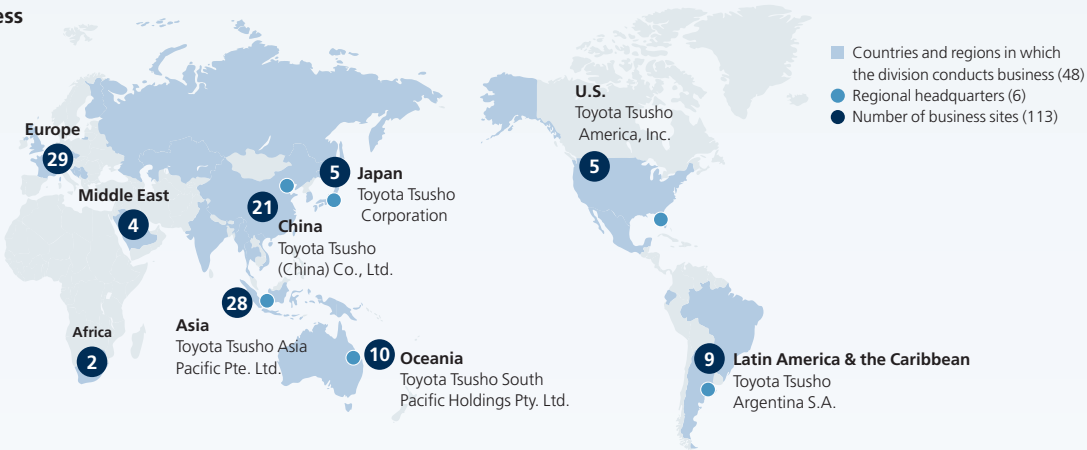 ess
Countries and regions in which
the division conducts business (48)
Regional headquarters (6)
Number of business sites (113)
Europe
29
Middle East
4
Africa
2
5
Japan
Toyota Tsusho
Corporation
21
China
Toyota Tsusho
(China) Co., Ltd.
28
Asia
Toyota Tsusho Asia
Pacific Pte. Ltd.
10
Oceania
Toyota Tsusho South
Pacific Holdings Pty. Ltd.
U.S.
Toyota Tsusho
America, Inc.
5
9
Latin America & the Caribbean
Toyota Tsusho
Argentina S.A.